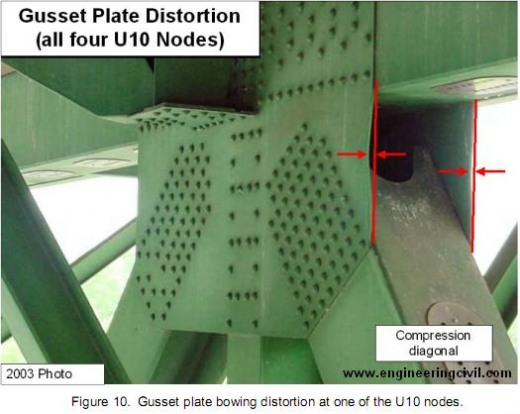 Gusset Plate Distortion
(all four U10 Nodes)
Compression
diagonal
2003 Photo
www.engineeringcivil.com
Figure 10.  Gusset plate bowing distortion at one of the U10 nodes.